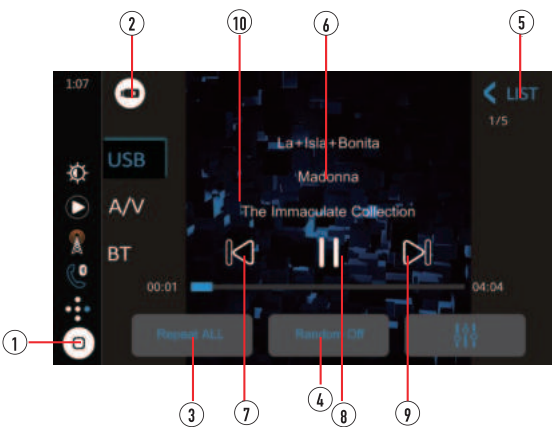 2
10
6
5
1:07
LIST
1/5
La+Isla+Bonita
USB
Madonna
A/V
The Immaculate Collection
BT
00:01
04:04
Repeat ALL
Random Off
1
3
7
4
8
9